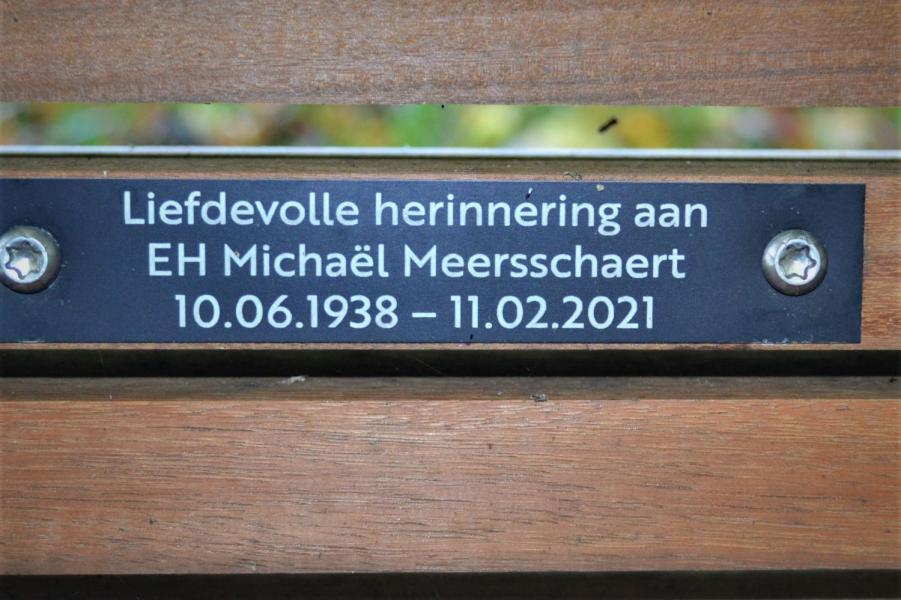 Liefdevolle herinnering aan
EH Michaël Meersschaert
10.06.1938 – 11.02.2021